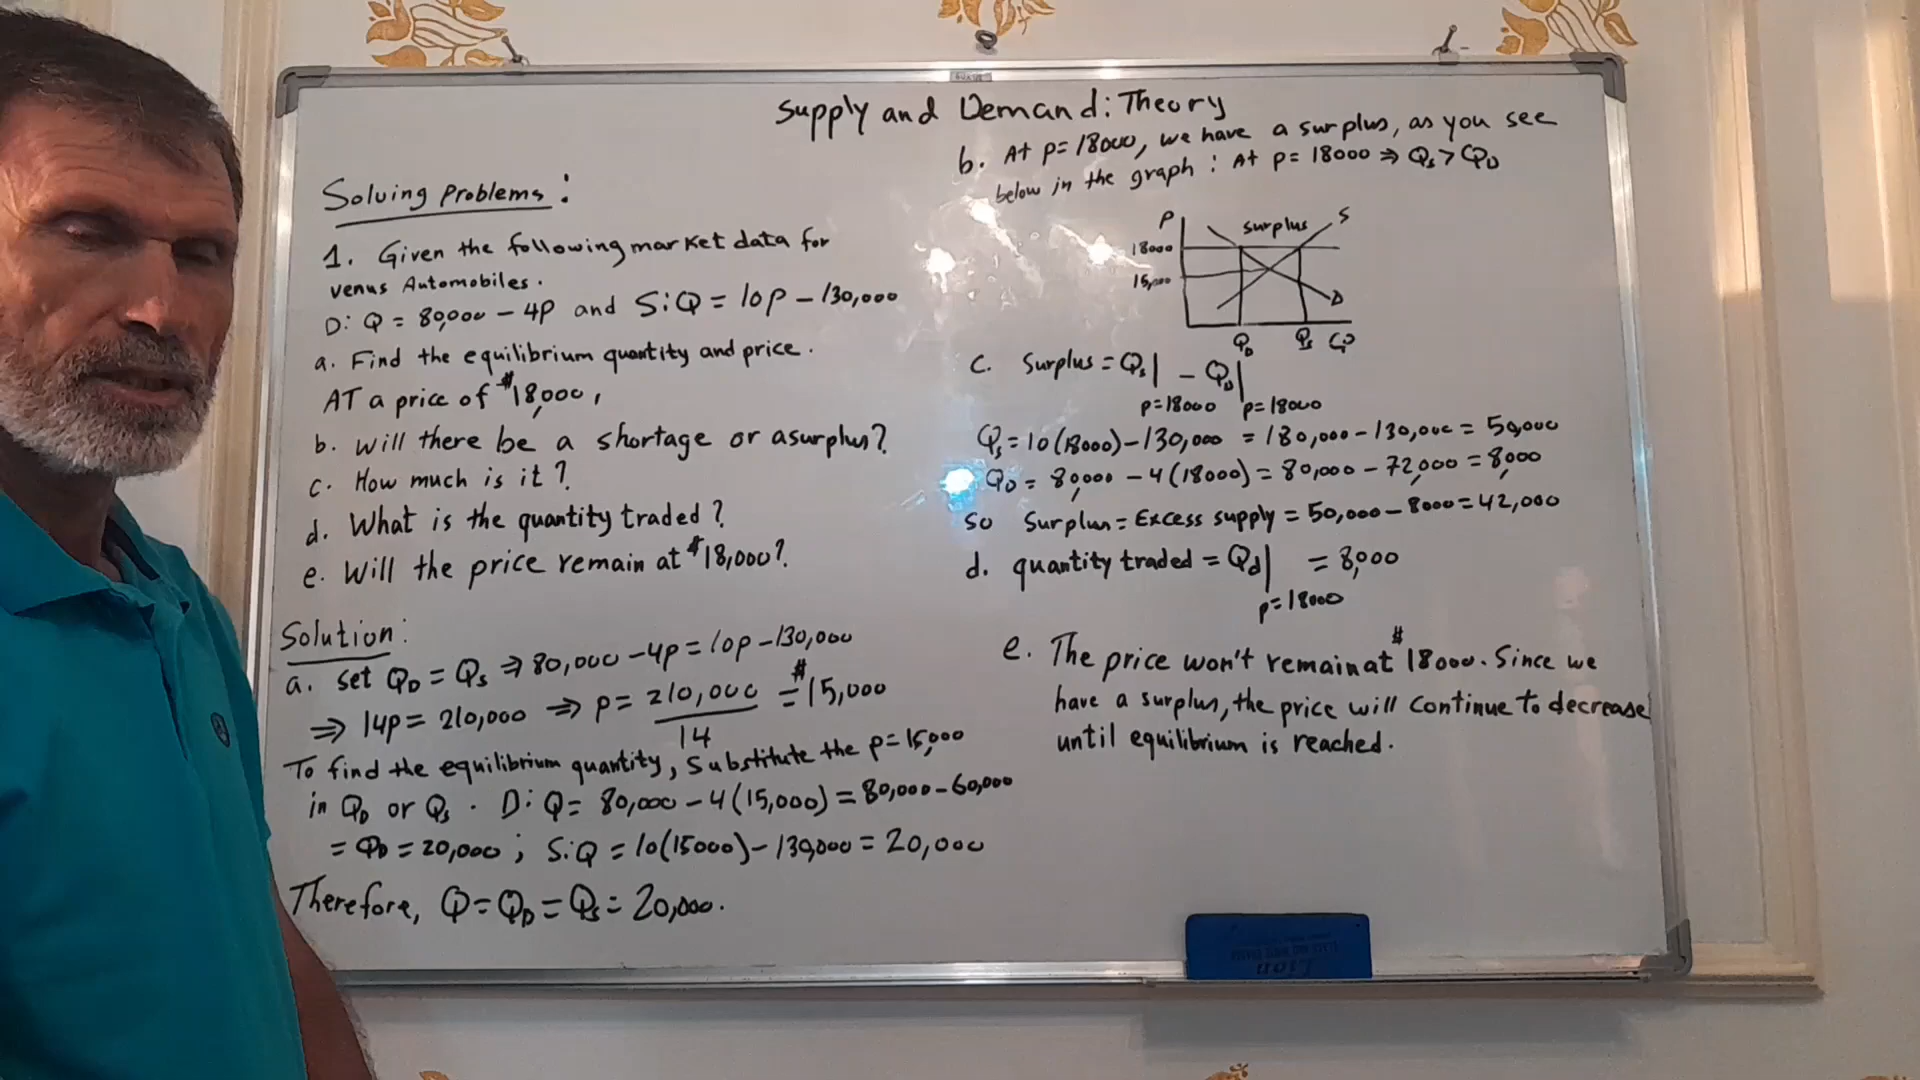 Supply and Demand: Theory
Solving Problems:
1. Given the following market data for
venus Automobiles.
D: Q = 80,000 - 4P and S: Q = 10P - 130,000
a. Find the equilibrium quantity and price.
AT a price of $18,000,
b. Will there be a shortage or a surplus?
c. How much is it?
d. What is the quantity traded?
e. Will the price remain at $18,000?
Solution:
a. Set QD = QS ⇒ 80,000 - 4P = 10P - 130,000
⇒ 14P = 210,000 ⇒ P = 210,000 / 14 = $15,000
To find the equilibrium quantity, Substitute the P = 15,000
in QD or QS. D: Q = 80,000 - 4(15,000) = 80,000 - 60,000
= QD = 20,000; S: Q = 10(15000) - 130,000 = 20,000
Therefore, Q = QD = QS = 20,000.
b. At P = 18000, we have a surplus, as you see
below in the graph: At P = 18000 ⇒ QS > QD
P surplus S
18000
15,000
D
QD QS Q
c. Surplus = QS| - QD|
P=18000 P=18000
QS = 10(18000) - 130,000 = 180,000 - 130,000 = 50,000
QD = 80,000 - 4(18000) = 80,000 - 72,000 = 8,000
So Surplus = Excess supply = 50,000 - 8000 = 42,000
d. quantity traded = Qd| = 8,000
P=18000
e. The price won't remain at $18000. Since we
have a surplus, the price will continue to decrease
until equilibrium is reached.